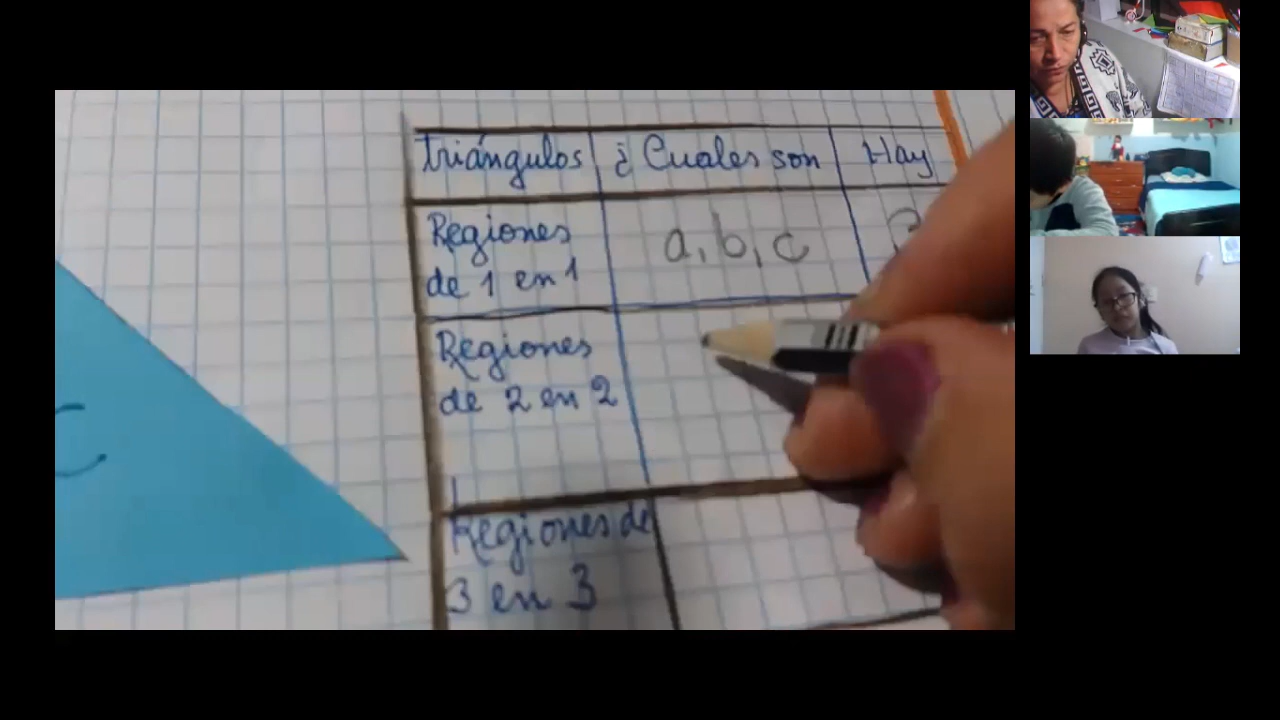 triángulos ¿ Cuales son Hay
Regiones
de 1 en 1
a, b, c
Regiones
de 2 en 2
Regiones de
3 en 3
C